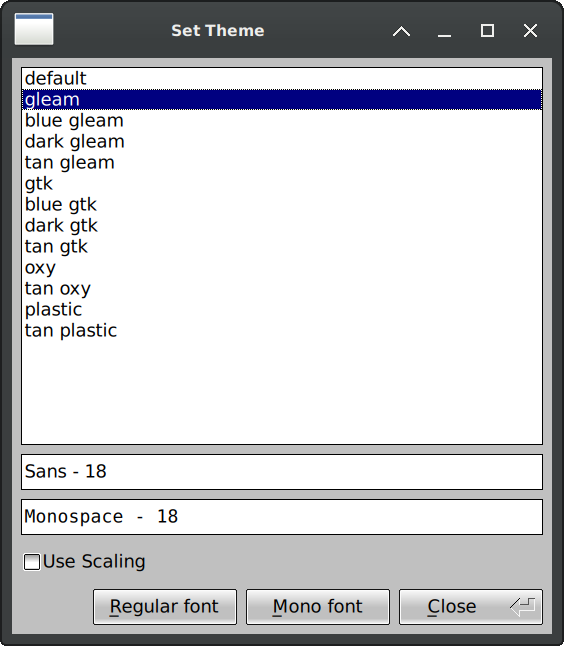 Set Theme
default
gleam
blue gleam
dark gleam
tan gleam
gtk
blue gtk
dark gtk
tan gtk
oxy
tan oxy
plastic
tan plastic
Sans - 18
Monospace - 18
Use Scaling
Regular font Mono font Close